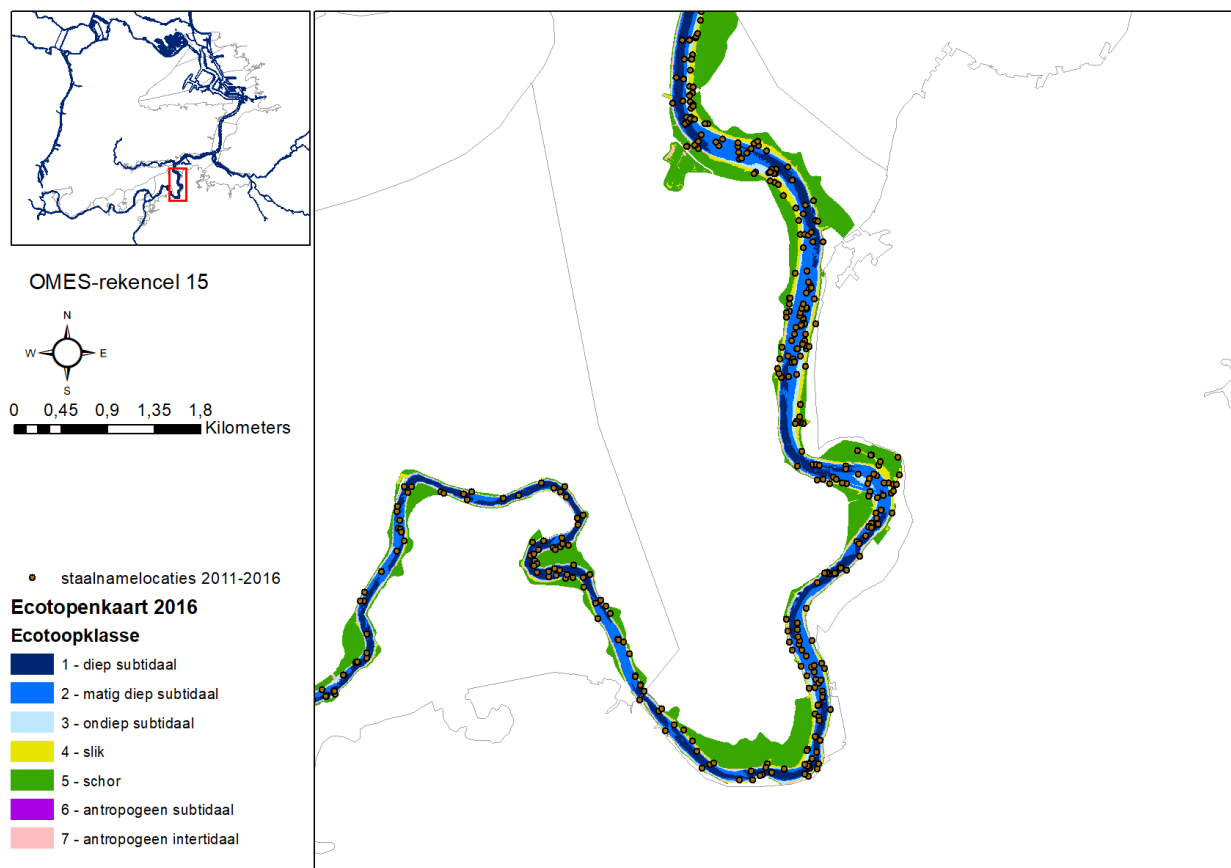 OMES-rekencel 15
N
W E
S
0 0,45 0,9 1,35 1,8
Kilometers
staalnamelocaties 2011-2016
Ecotopenkaart 2016
Ecotoopklasse
1 - diep subtidaal
2 - matig diep subtidaal
3 - ondiep subtidaal
4 - slik
5 - schor
6 - antropogeen subtidaal
7 - antropogeen intertidaal